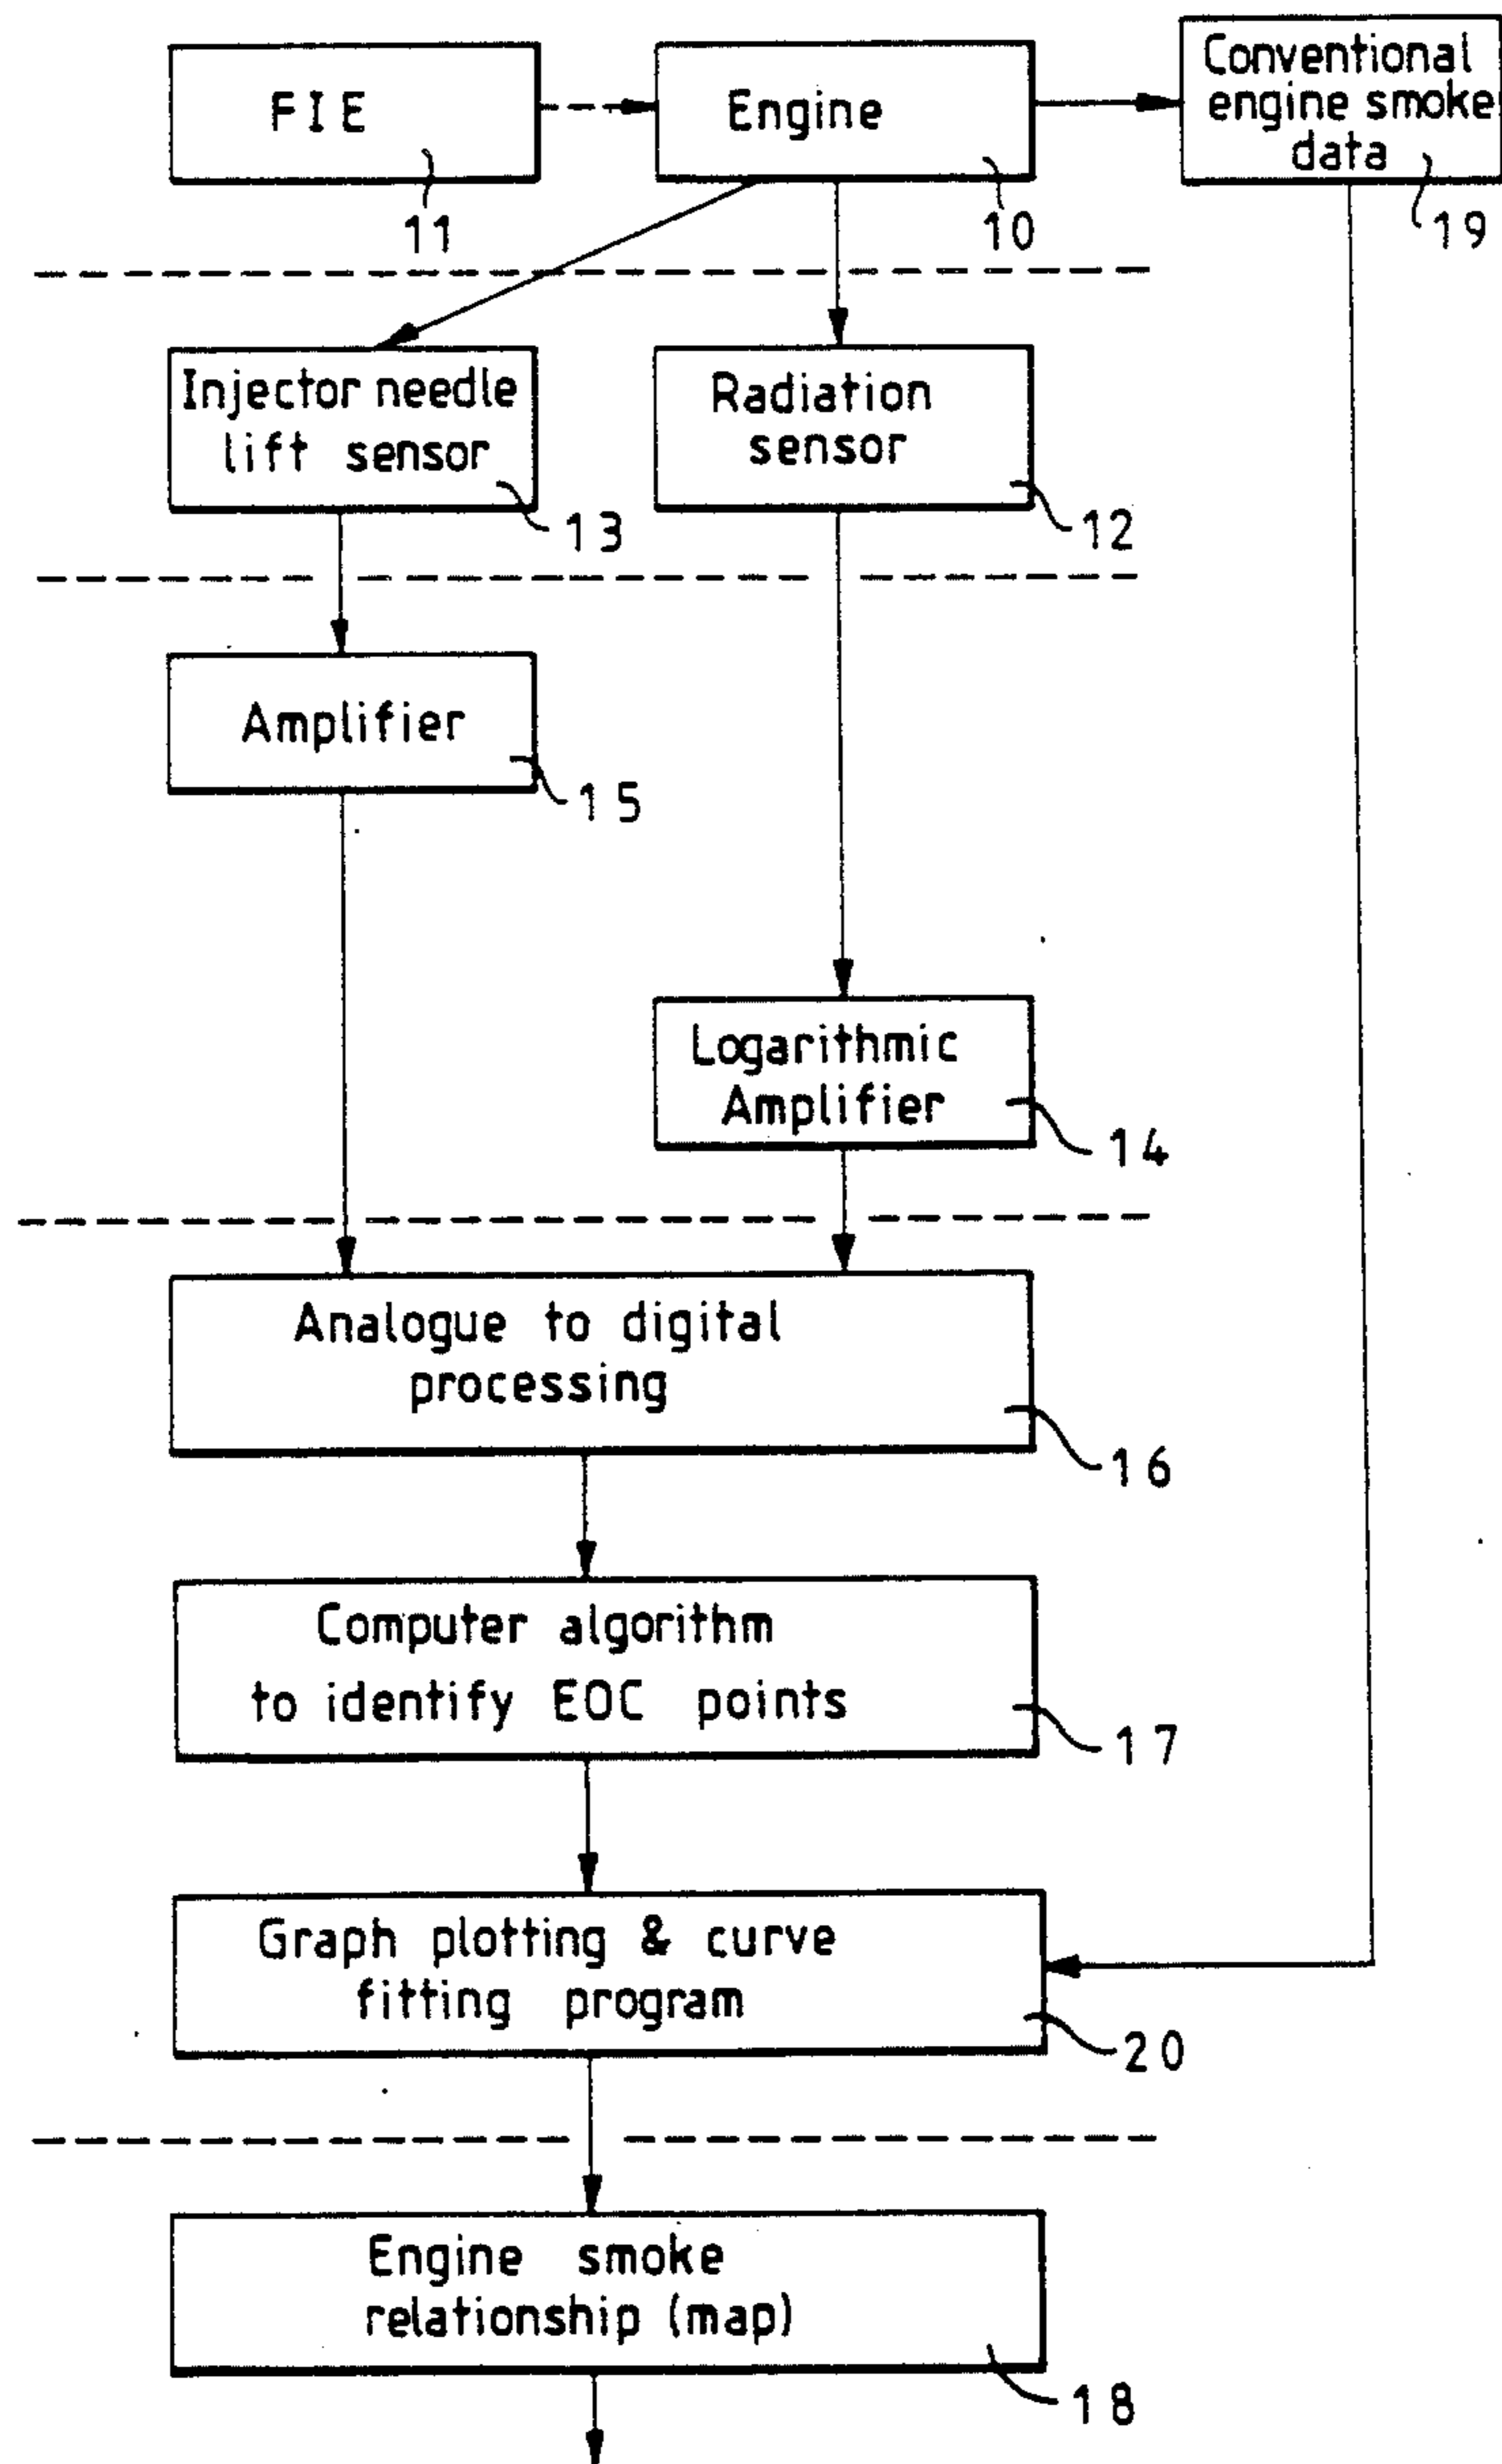 FIE
11
Engine
10
Conventional
engine smoke
data
19
Injector needle
lift sensor
13
Radiation
sensor
12
Amplifier
15
Logarithmic
Amplifier
14
Analogue to digital
processing
16
Computer algorithm
to identify EOC points
17
Graph plotting & curve
fitting program
20
Engine smoke
relationship (map)
18